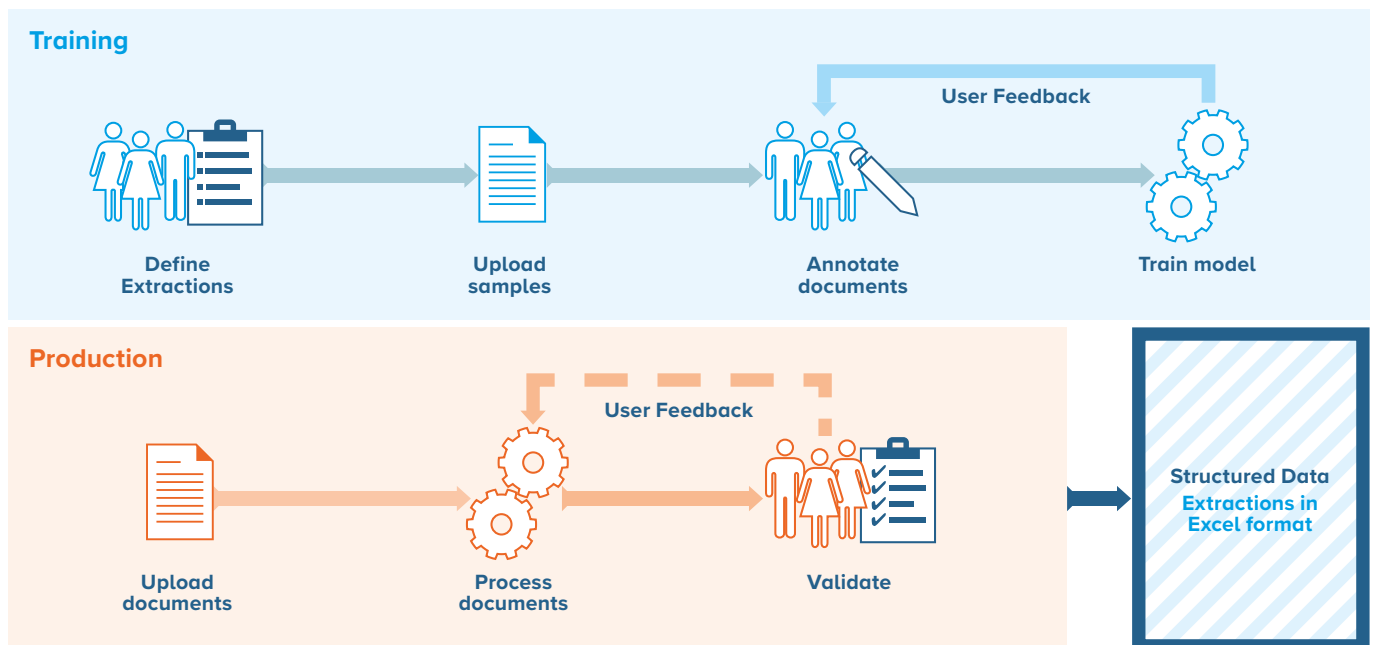 Training
User Feedback
Define
Extractions
Upload
samples
Annotate
documents
Train model
Production
User Feedback
Upload
documents
Process
documents
Validate
Structured Data
Extractions in
Excel format